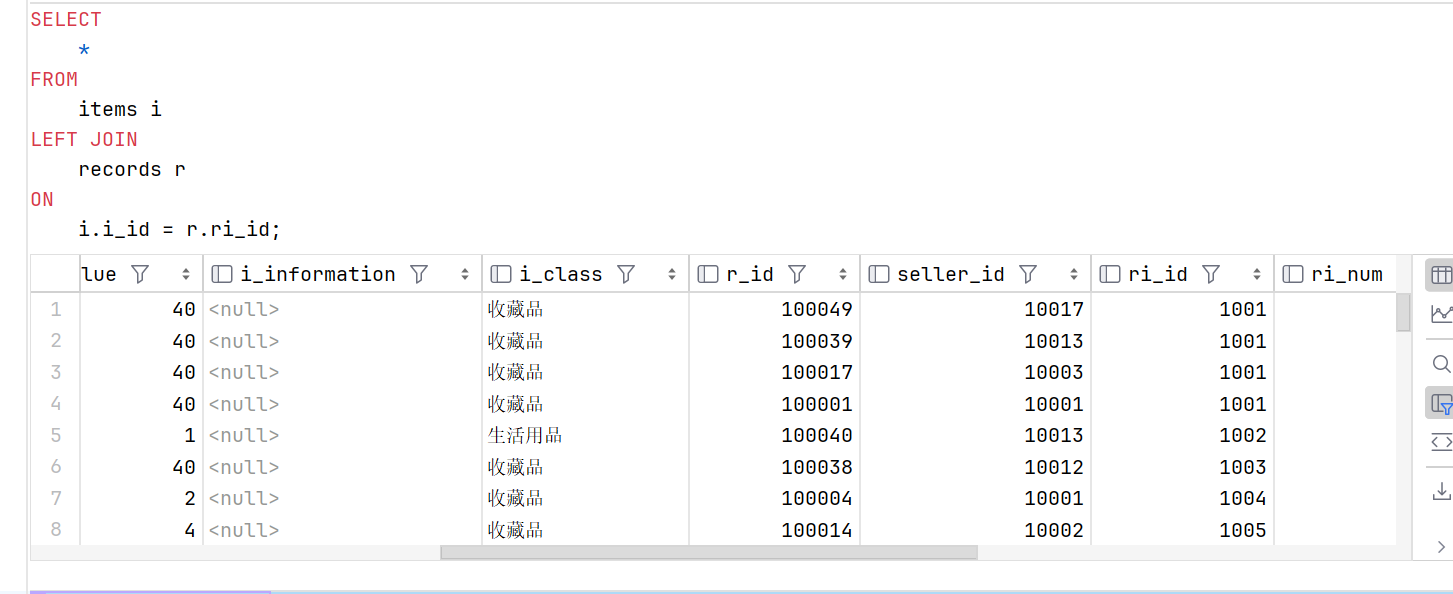 SELECT
*
FROM
items i
LEFT JOIN
records r
ON
i.i_id = r.ri_id;
lue i_information i_class r_id seller_id ri_id ri_num
1 40 <null> 收藏品 100049 10017 1001
2 40 <null> 收藏品 100039 10013 1001
3 40 <null> 收藏品 100017 10003 1001
4 40 <null> 收藏品 100001 10001 1001
5 1 <null> 生活用品 100040 10013 1002
6 40 <null> 收藏品 100038 10012 1003
7 2 <null> 收藏品 100004 10001 1004
8 4 <null> 收藏品 100014 10002 1005